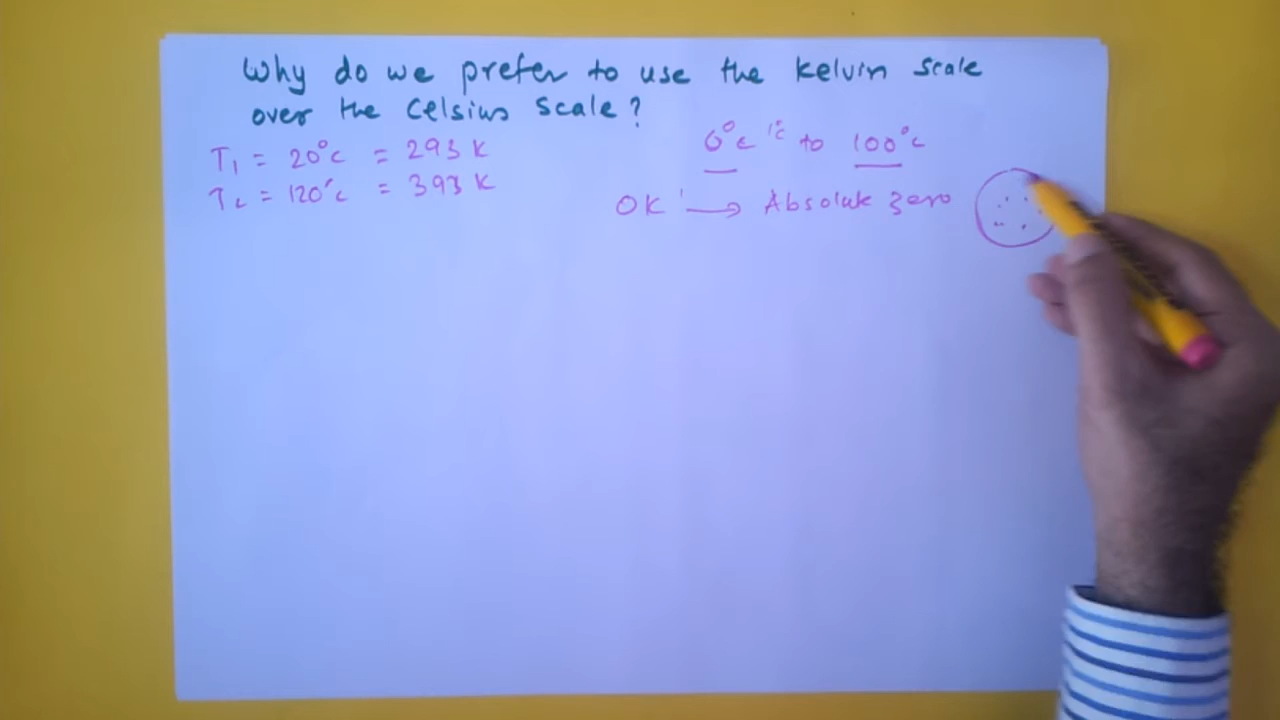 Why do we prefer to use the Kelvin scale
over the Celsius scale?
T₁ = 20°C = 293 K
T₂ = 120°C = 393 K
0°C 1°C to 100°C
0K → Absolute zero